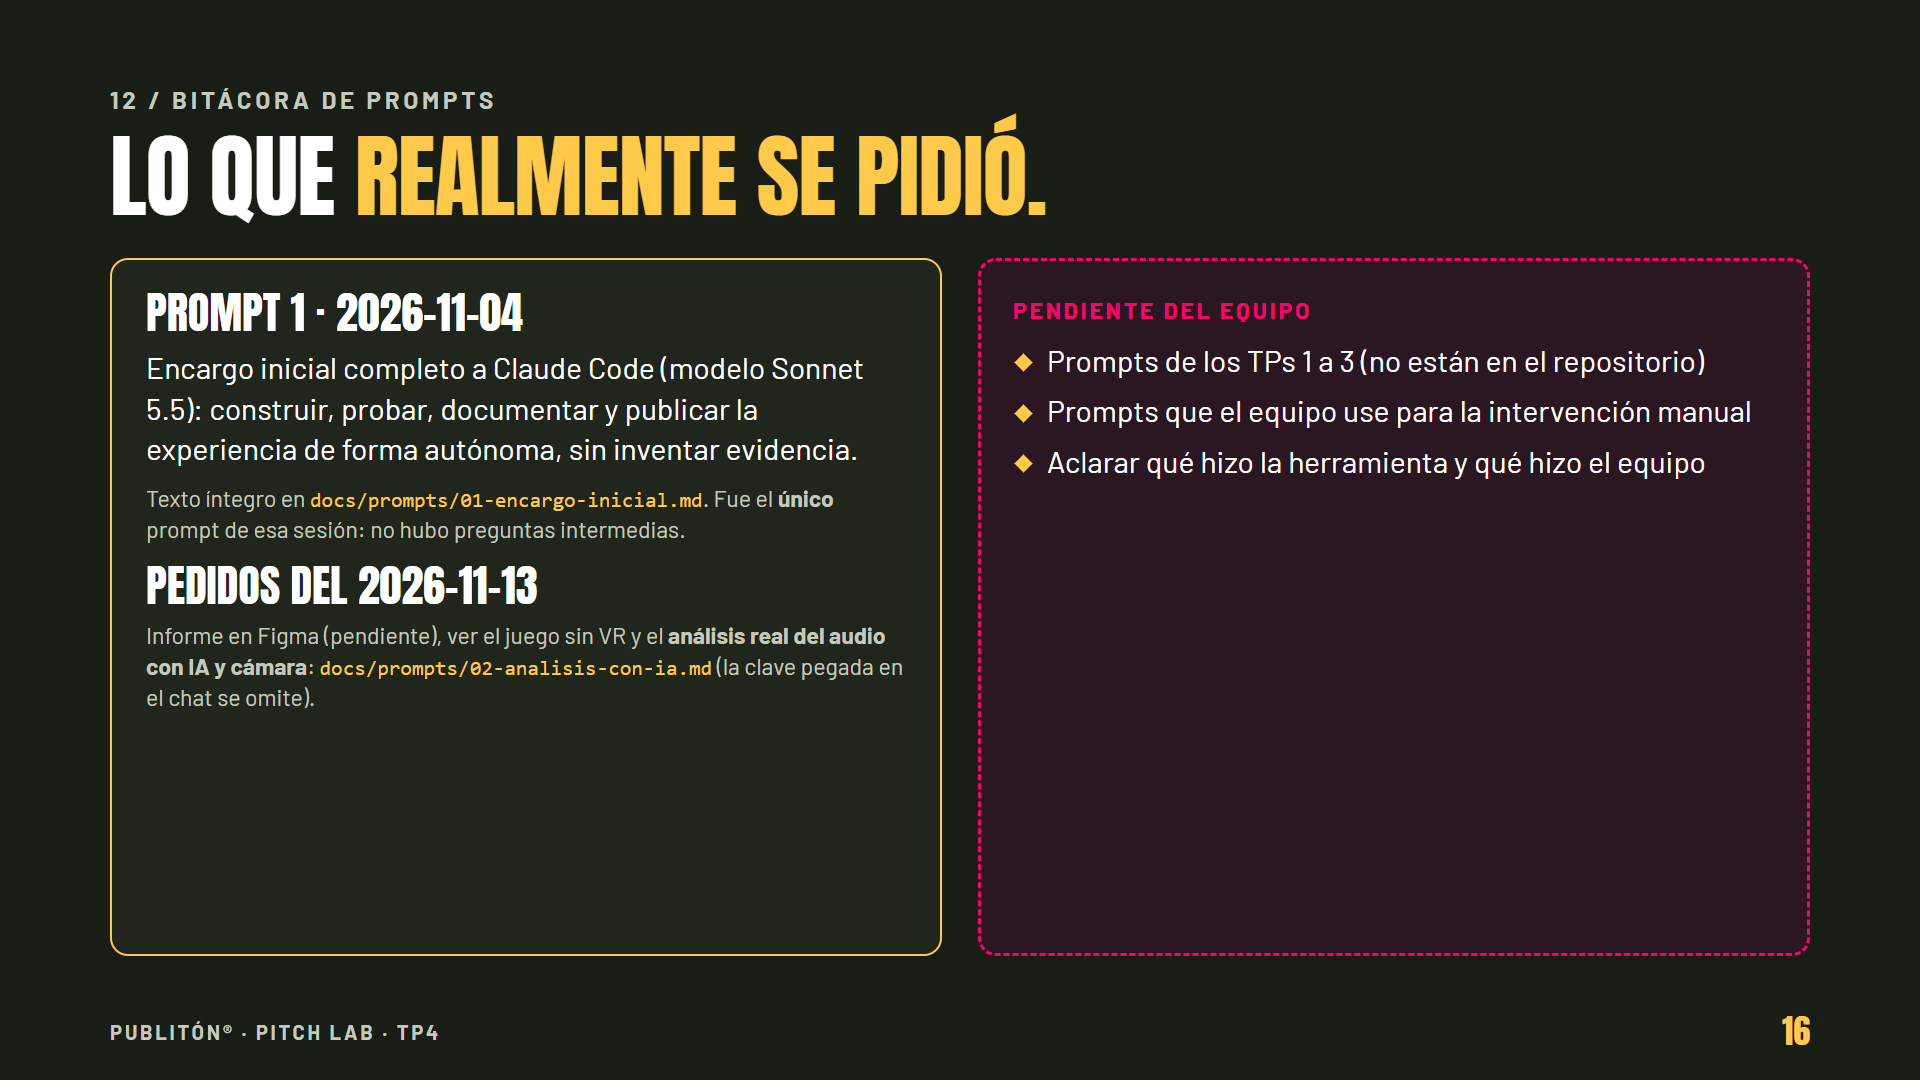 12 / BITÁCORA DE PROMPTS
LO QUE REALMENTE SE PIDIÓ.
PROMPT 1 · 2026-11-04
Encargo inicial completo a Claude Code (modelo Sonnet
5.5): construir, probar, documentar y publicar la
experiencia de forma autónoma, sin inventar evidencia.
Texto íntegro en docs/prompts/01-encargo-inicial.md. Fue el único
prompt de esa sesión: no hubo preguntas intermedias.
PEDIDOS DEL 2026-11-13
Informe en Figma (pendiente), ver el juego sin VR y el análisis real del audio
con IA y cámara: docs/prompts/02-analisis-con-ia.md (la clave pegada en
el chat se omite).
PENDIENTE DEL EQUIPO
◆ Prompts de los TPs 1 a 3 (no están en el repositorio)
◆ Prompts que el equipo use para la intervención manual
◆ Aclarar qué hizo la herramienta y qué hizo el equipo
PUBLITÓN® · PITCH LAB · TP4
16